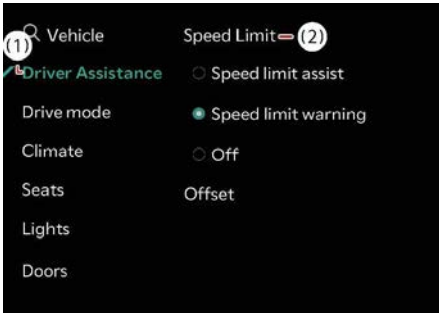 Vehicle
Speed Limit
(1)
(2)
Driver Assistance
Speed limit assist
Drive mode
Speed limit warning
Climate
Off
Seats
Offset
Lights
Doors